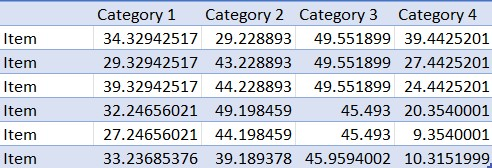 Category 1 Category 2 Category 3 Category 4
Item 34.32942517 29.228893 49.551899 39.4425201
Item 29.32942517 43.228893 49.551899 27.4425201
Item 39.32942517 44.228893 49.551899 24.4425201
Item 32.24656021 49.198459 45.493 20.3540001
Item 27.24656021 44.198459 45.493 9.3540001
Item 33.23685376 39.189378 45.9594002 10.3151999